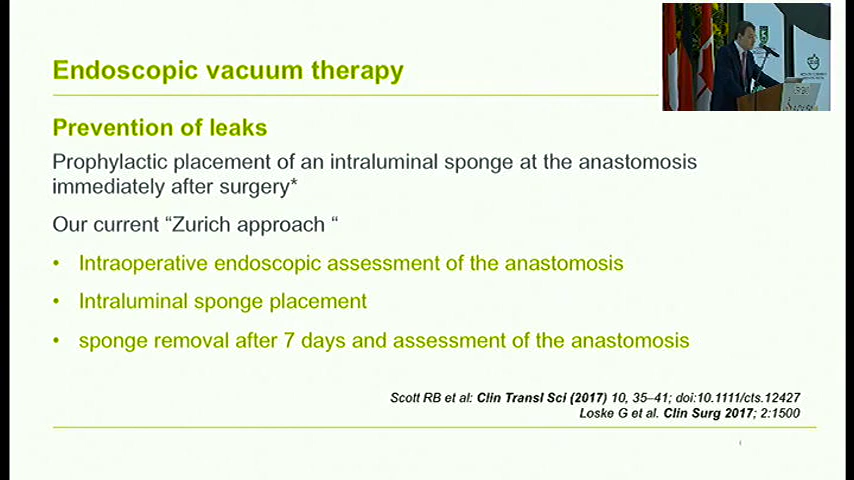 Endoscopic vacuum therapy
Prevention of leaks
Prophylactic placement of an intraluminal sponge at the anastomosis
immediately after surgery*
Our current “Zurich approach “
• Intraoperative endoscopic assessment of the anastomosis
• Intraluminal sponge placement
• sponge removal after 7 days and assessment of the anastomosis
Scott RB et al: Clin Transl Sci (2017) 10, 35–41; doi:10.1111/cts.12427
Loske G et al. Clin Surg 2017; 2:1500